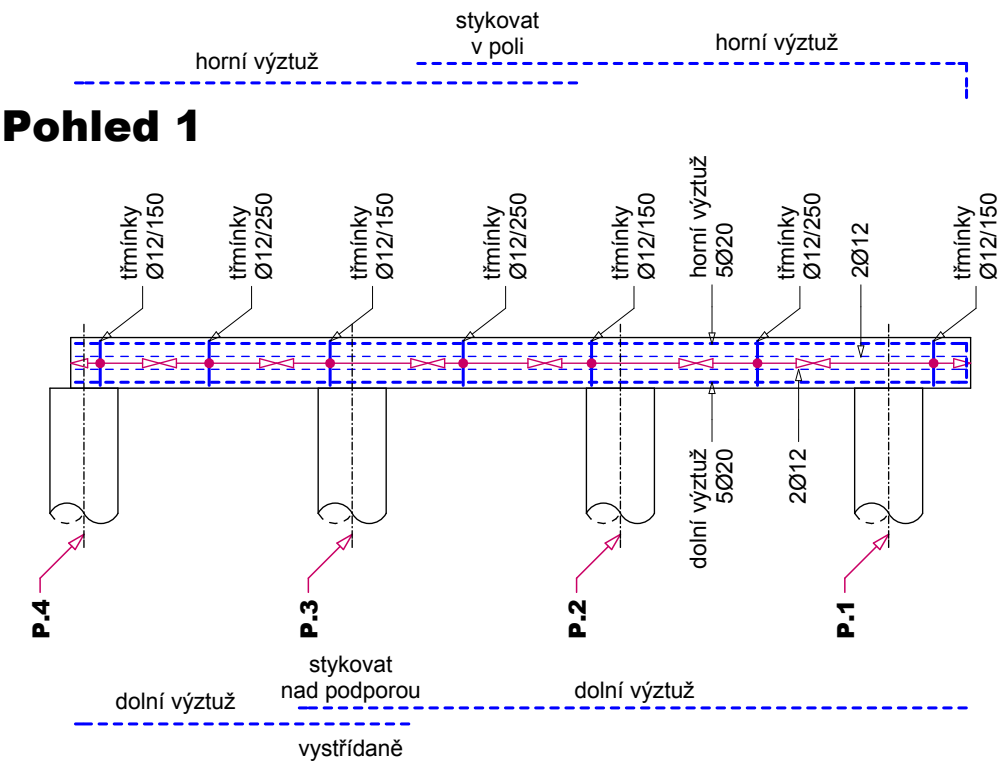 stykovat
v poli
horní výztuž
horní výztuž
Pohled 1
třmínky
Ø12/150
třmínky
Ø12/250
třmínky
Ø12/150
třmínky
Ø12/250
třmínky
Ø12/150
horní výztuž
5Ø20
třmínky
Ø12/250
2Ø12
třmínky
Ø12/150
dolní výztuž
5Ø20
2Ø12
P.4
P.3
P.2
P.1
stykovat
nad podporou
dolní výztuž
dolní výztuž
vystřídaně